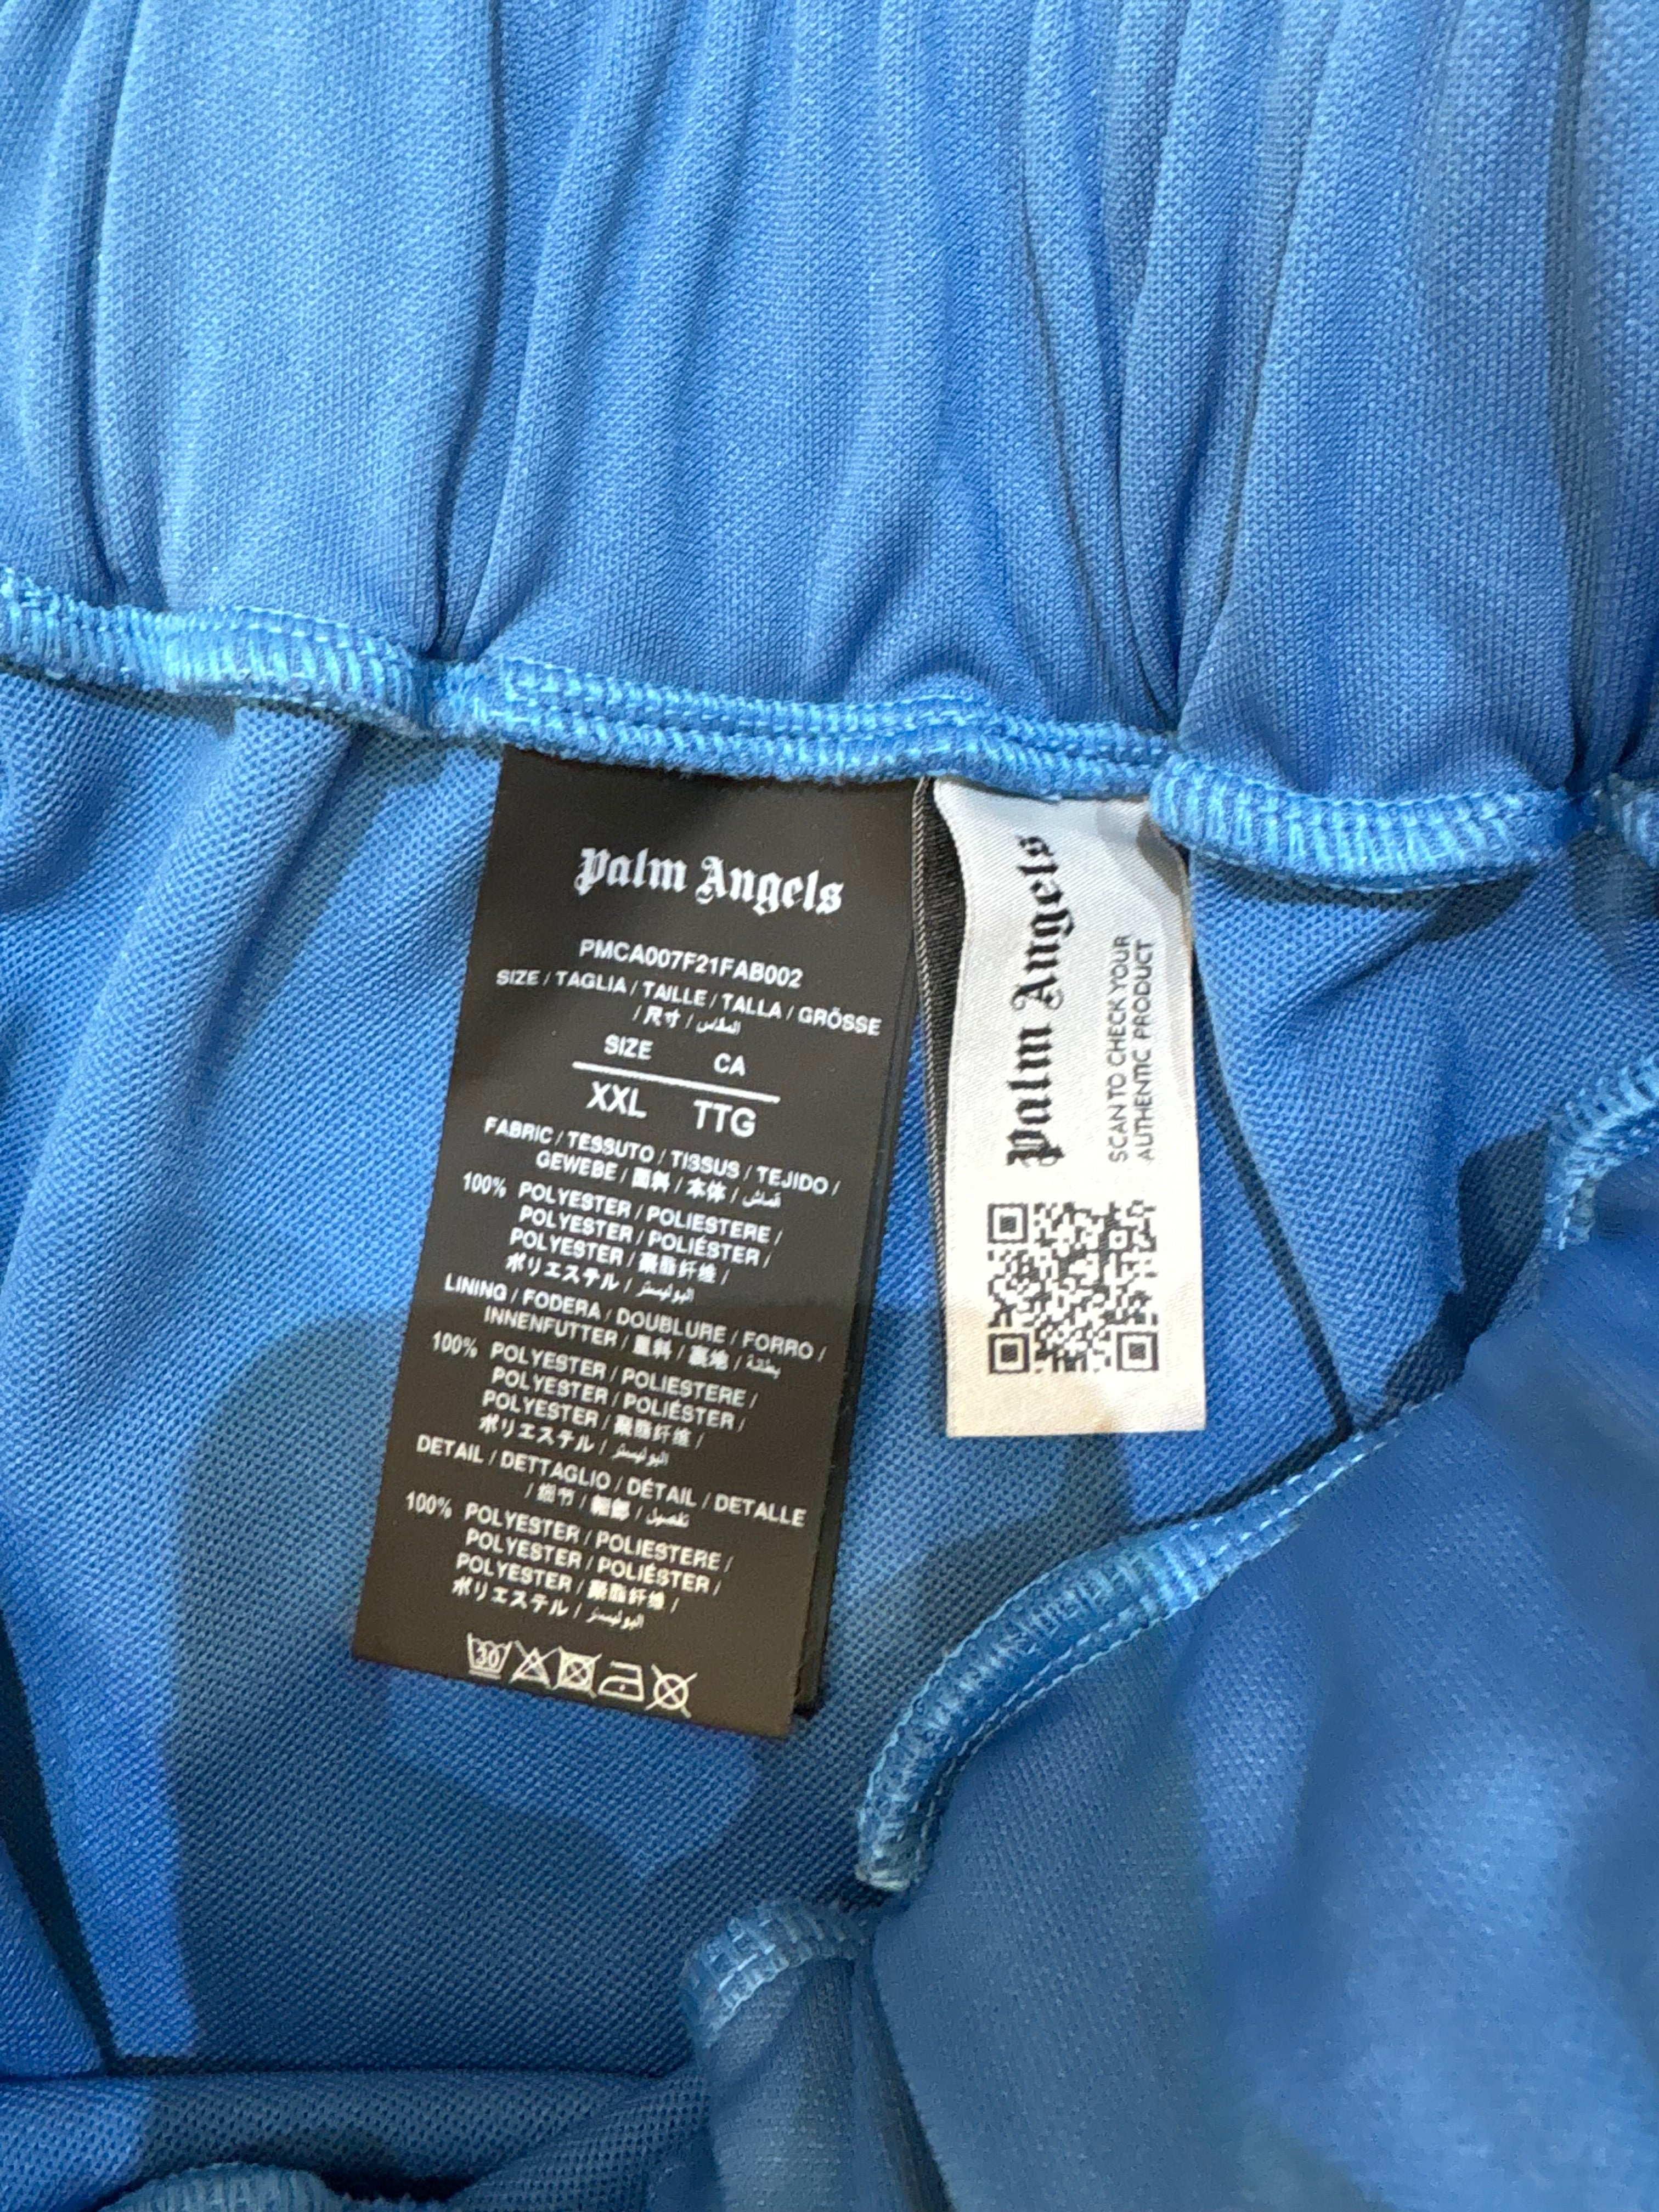 Palm Angels
PMCA007F21FAB002
SIZE / TAGLIA / TAILLE / TALLA / GRÖSSE
/ 尺寸 / المقاس
SIZE CA
XXL TTG
FABRIC / TESSUTO / TISSUS / TEJIDO /
GEWEBE / 面料 / 本体 / قماش
100% POLYESTER / POLIESTERE /
POLYESTER / POLIÉSTER /
POLYESTER / 聚酯纤维 /
ポリエステル / البوليستر
LINING / FODERA / DOUBLURE / FORRO /
INNENFUTTER / 里料 / 裏地 / بطانة
100% POLYESTER / POLIESTERE /
POLYESTER / POLIÉSTER /
POLYESTER / 聚酯纤维 /
ポリエステル / البوليستر
DETAIL / DETTAGLIO / DÉTAIL / DETALLE
/ 细节 / / تفصيل
100% POLYESTER / POLIESTERE /
POLYESTER / POLIÉSTER /
POLYESTER / 聚酯纤维 /
ポリエステル / البوليستر
30
Palm Angels
SCAN TO CHECK YOUR
AUTHENTIC PRODUCT